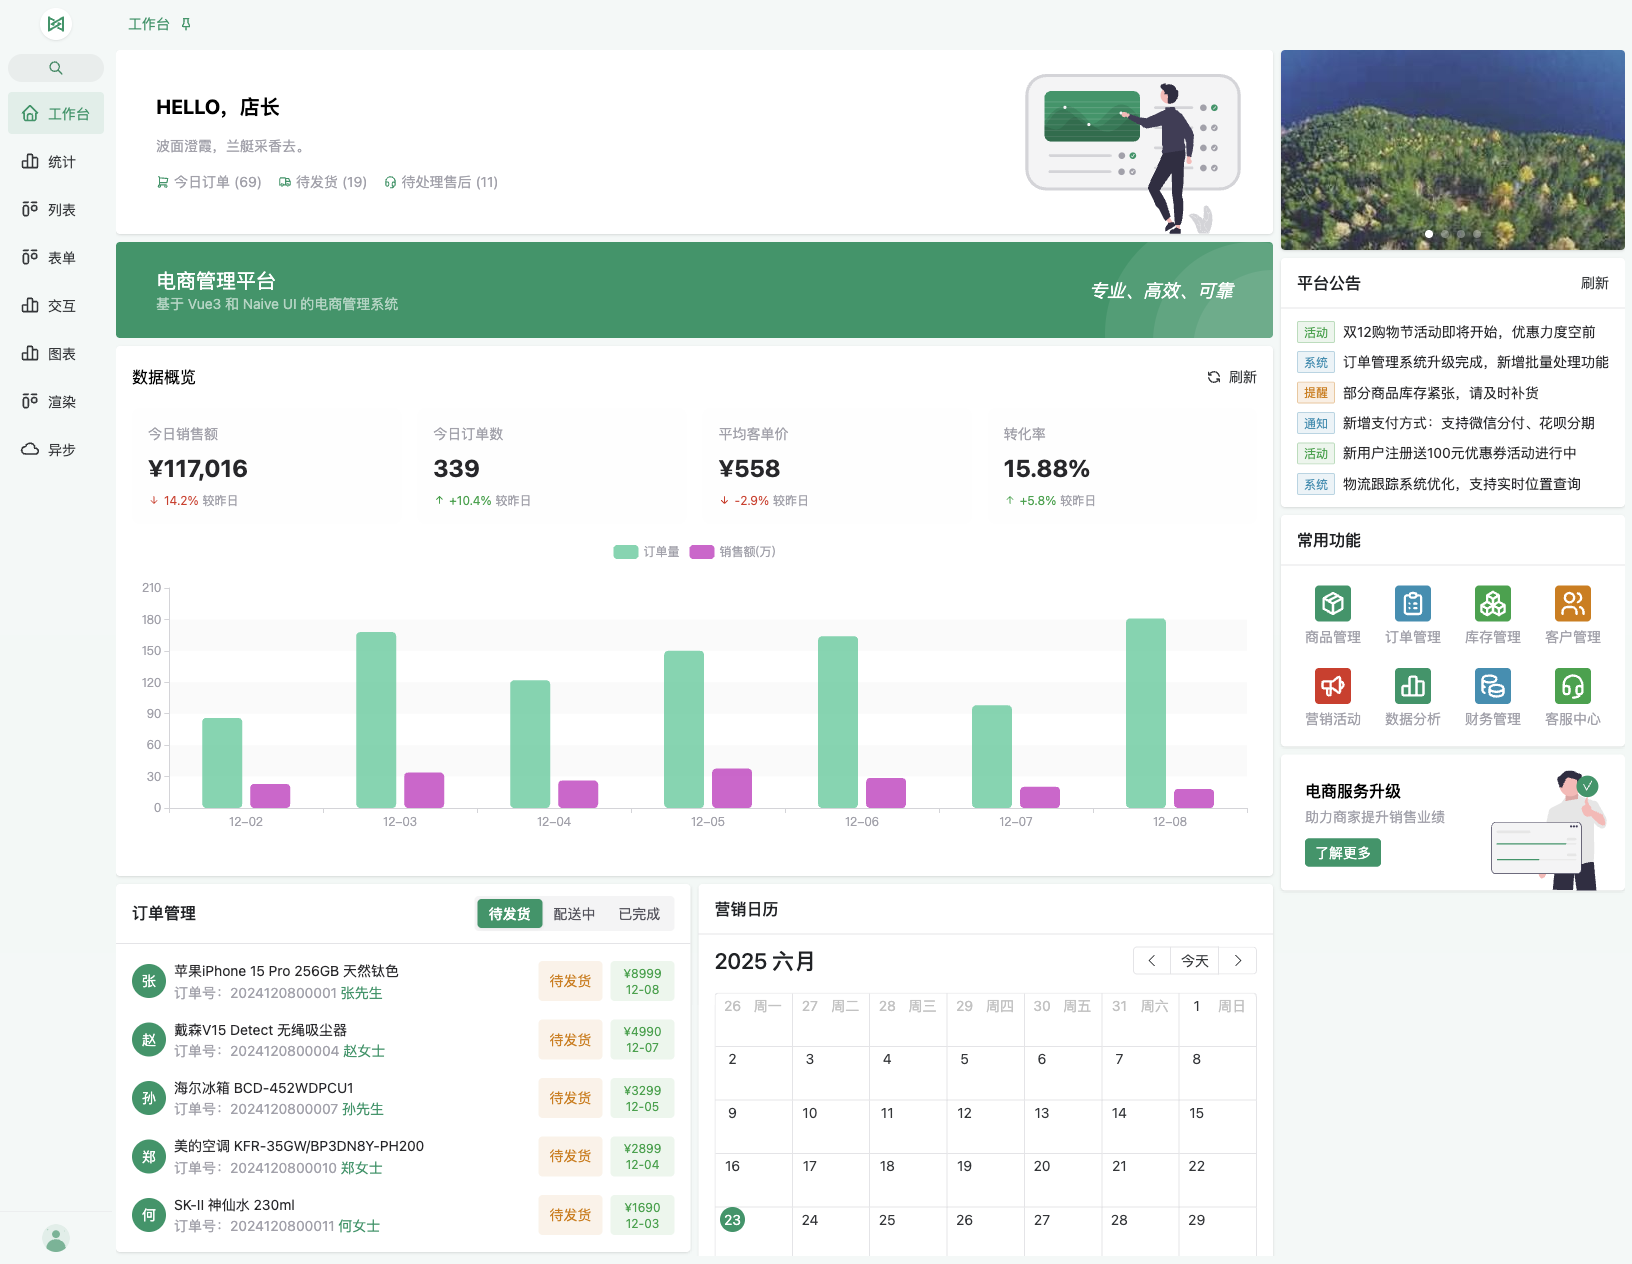 工作台
工作台
统计
列表
表单
交互
图表
渲染
异步
HELLO，店长
波面澄霞，兰艇采香去。
今日订单 (69) 待发货 (19) 待处理售后 (11)
电商管理平台
基于 Vue3 和 Naive UI 的电商管理系统
专业、高效、可靠
数据概览
刷新
今日销售额
¥117,016
14.2% 较昨日
今日订单数
339
+10.4% 较昨日
平均客单价
¥558
-2.9% 较昨日
转化率
15.88%
+5.8% 较昨日
订单量 销售额(万)
210
180
150
120
90
60
30
0
12-02 12-03 12-04 12-05 12-06 12-07 12-08
订单管理
待发货 配送中 已完成
张
苹果iPhone 15 Pro 256GB 天然钛色
订单号：2024120800001 张先生
待发货
¥8999
12-08
赵
戴森V15 Detect 无绳吸尘器
订单号：2024120800004 赵女士
待发货
¥4990
12-07
孙
海尔冰箱 BCD-452WDPCU1
订单号：2024120800007 孙先生
待发货
¥3299
12-05
郑
美的空调 KFR-35GW/BP3DN8Y-PH200
订单号：2024120800010 郑女士
待发货
¥2899
12-04
何
SK-II 神仙水 230ml
订单号：2024120800011 何女士
待发货
¥1690
12-03
营销日历
2025 六月
今天
26 周一 27 周二 28 周三 29 周四 30 周五 31 周六 1 周日
2 3 4 5 6 7 8
9 10 11 12 13 14 15
16 17 18 19 20 21 22
23 24 25 26 27 28 29
平台公告
刷新
活动 双12购物节活动即将开始，优惠力度空前
系统 订单管理系统升级完成，新增批量处理功能
提醒 部分商品库存紧张，请及时补货
通知 新增支付方式：支持微信分付、花呗分期
活动 新用户注册送100元优惠券活动进行中
系统 物流跟踪系统优化，支持实时位置查询
常用功能
商品管理 订单管理 库存管理 客户管理
营销活动 数据分析 财务管理 客服中心
电商服务升级
助力商家提升销售业绩
了解更多